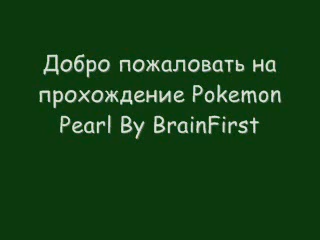 Добро пожаловать на
прохождение Pokemon
Pearl By BrainFirst